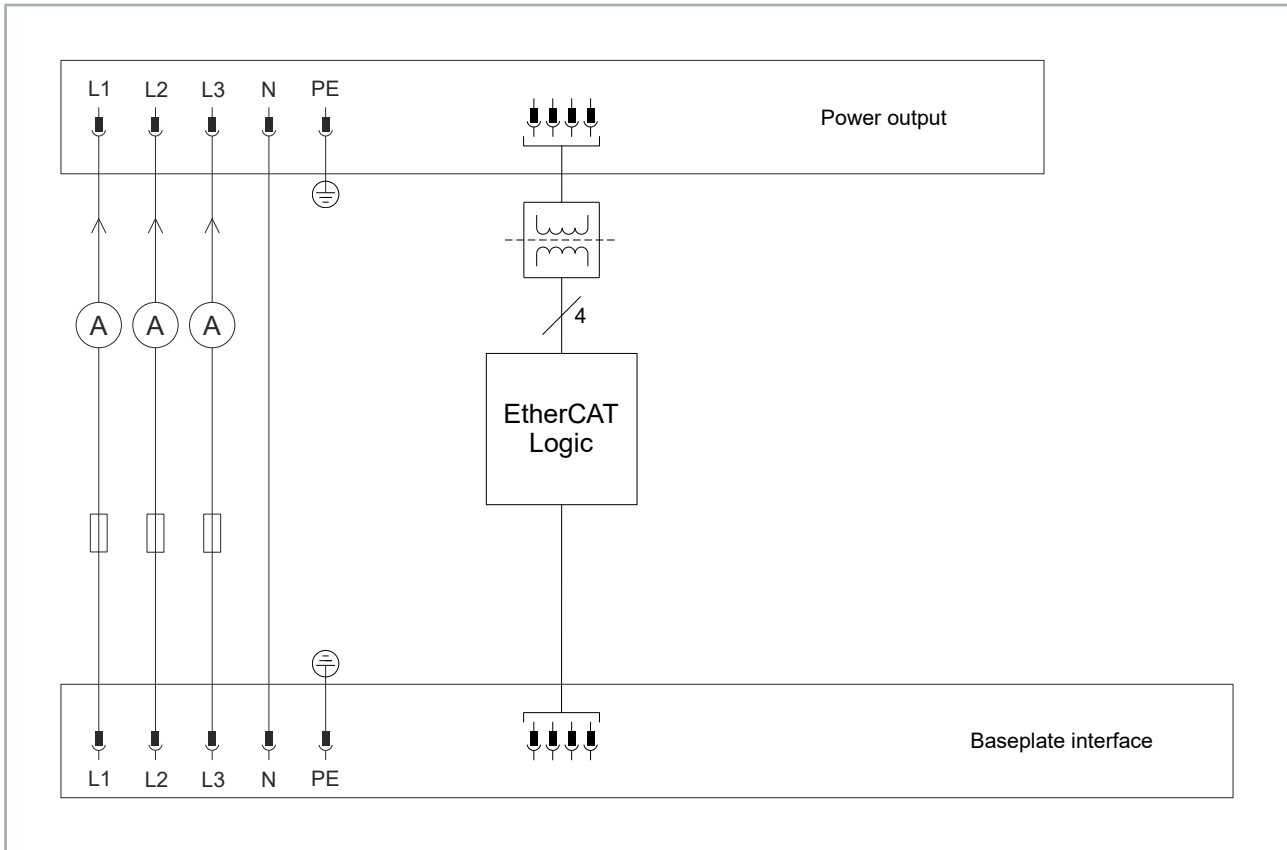 L1 L2 L3 N PE
Power output
A A A
4
EtherCAT
Logic
Baseplate interface
L1 L2 L3 N PE